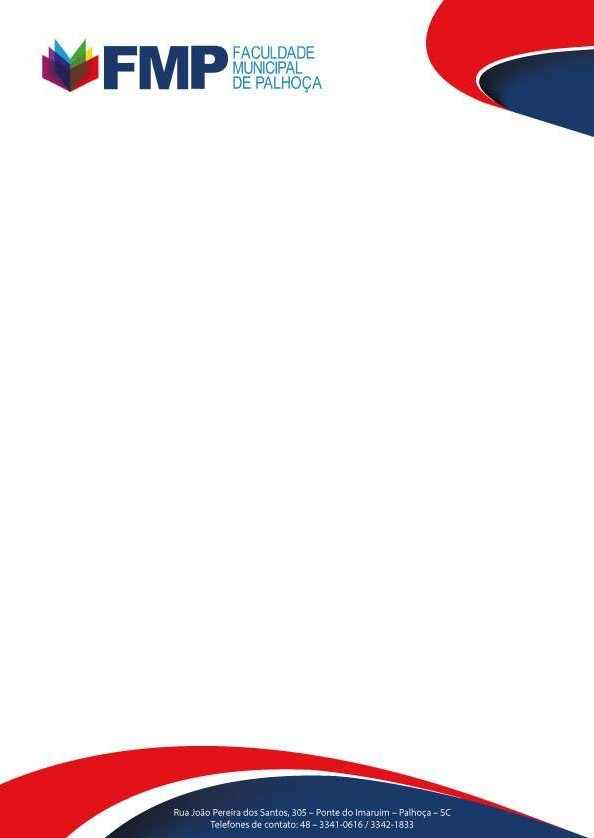 FMP
FACULDADE
MUNICIPAL
DE PALHOÇA
Rua João Pereira dos Santos, 305 – Ponte do Imaruim – Palhoça – SC
Telefones de contato: 48 – 3341-0616 / 3342-1833